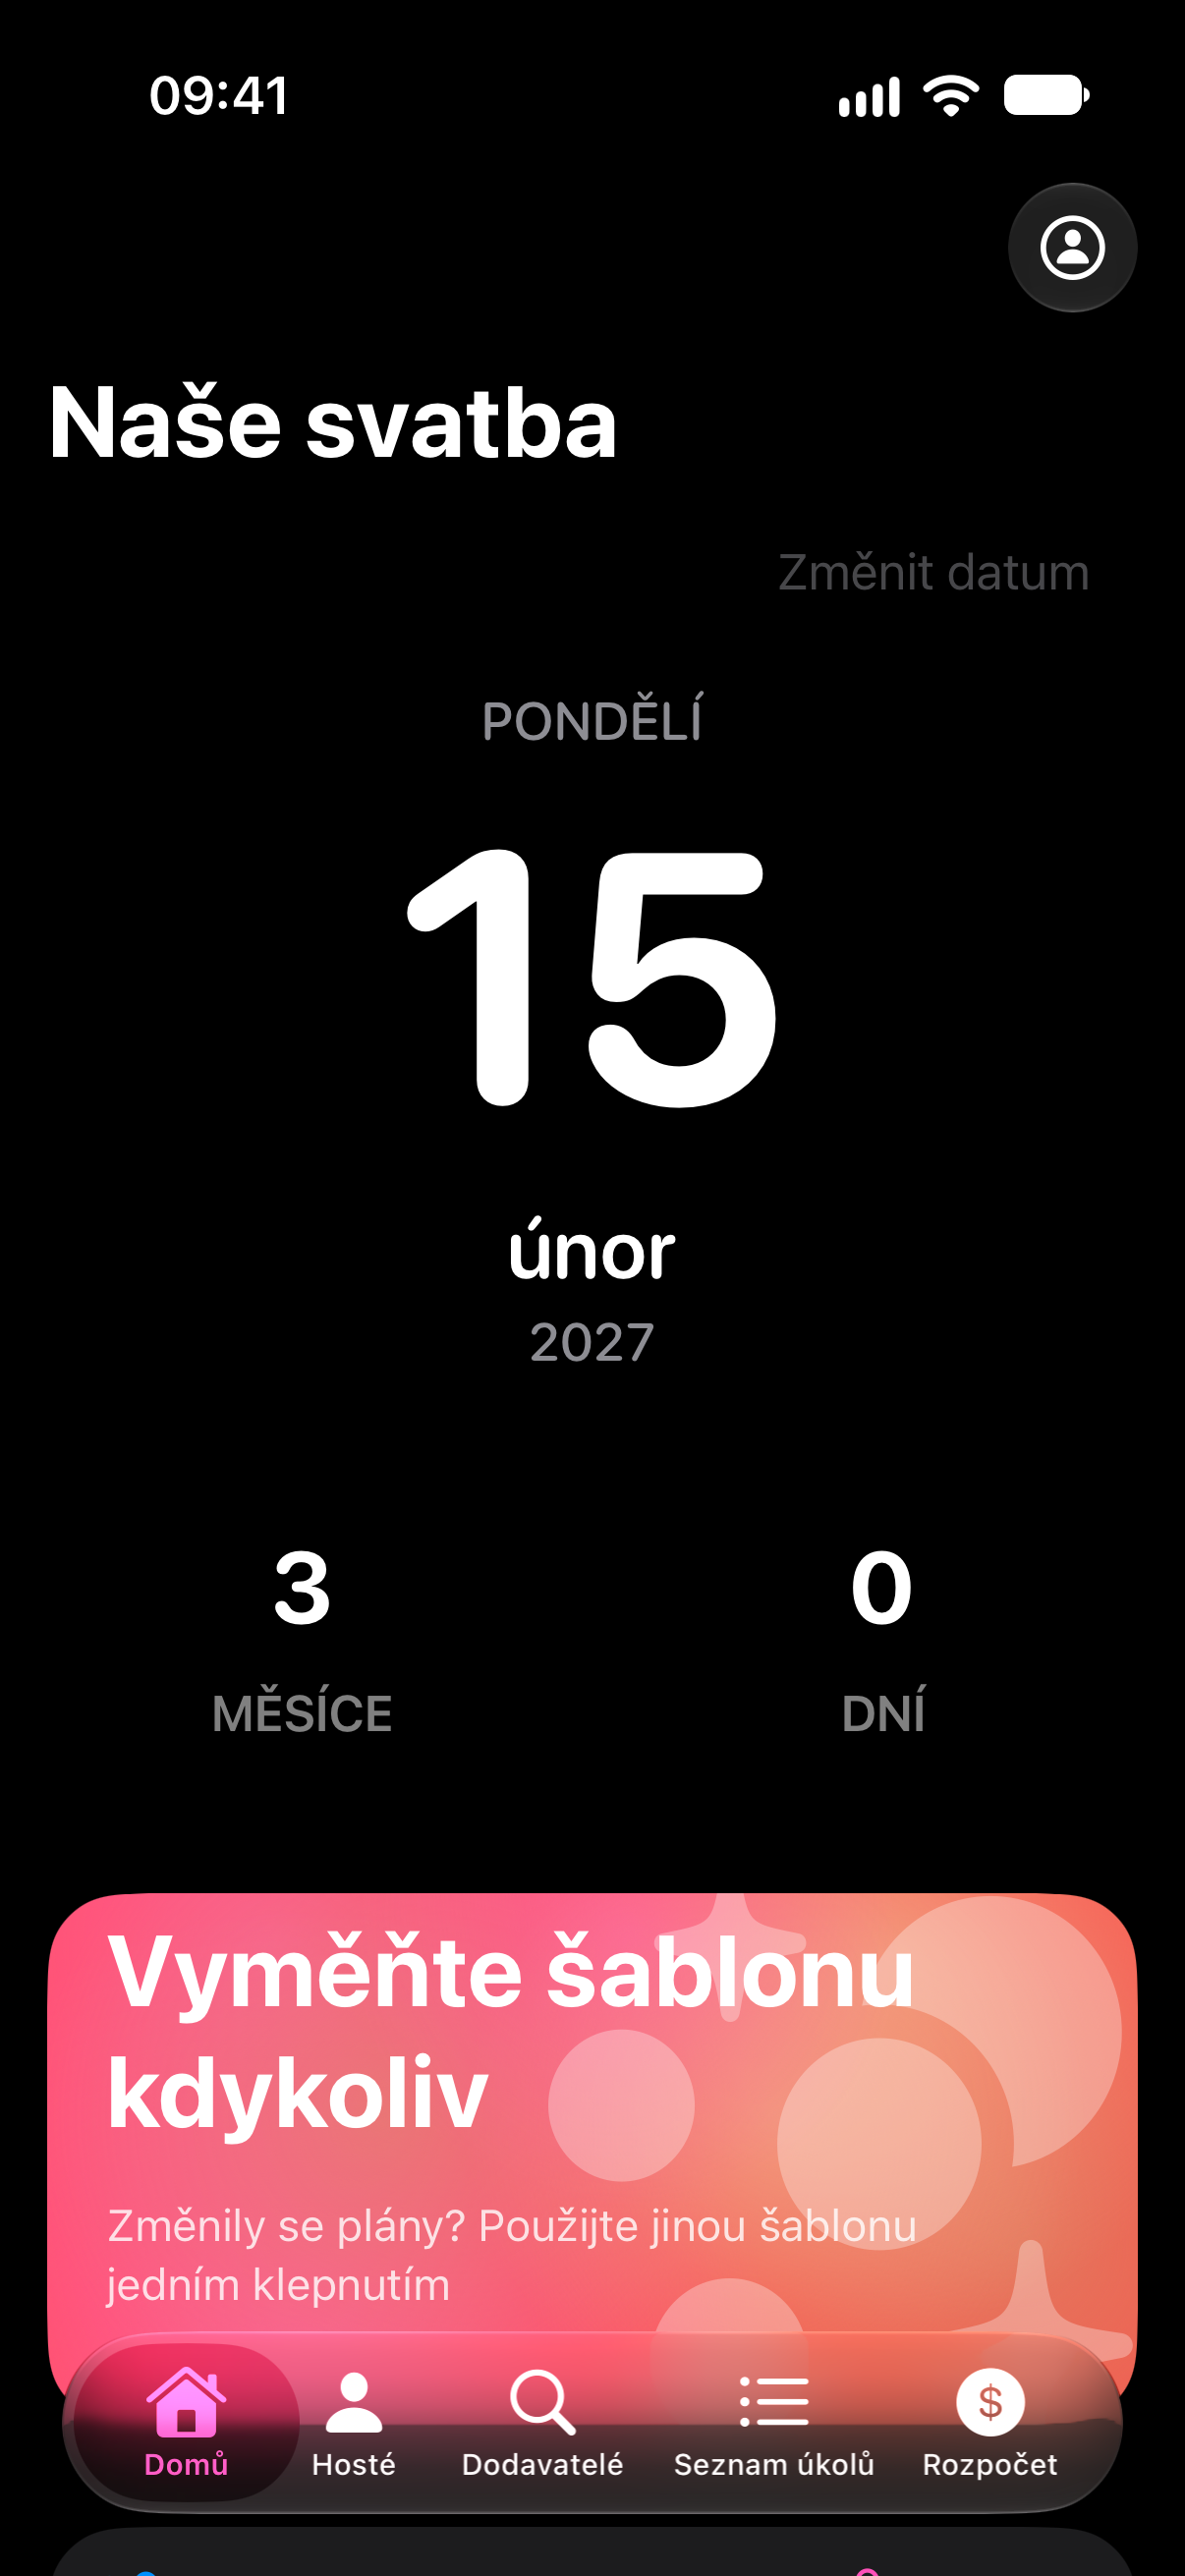 09:41
Naše svatba
Změnit datum
PONDĚLÍ
15
únor
2027
3
0
MĚSÍCE
DNÍ
Vyměňte šablonu
kdykoliv
Změnily se plány? Použijte jinou šablonu
jedním klepnutím
$
Domů
Hosté
Dodavatelé
Seznam úkolů
Rozpočet